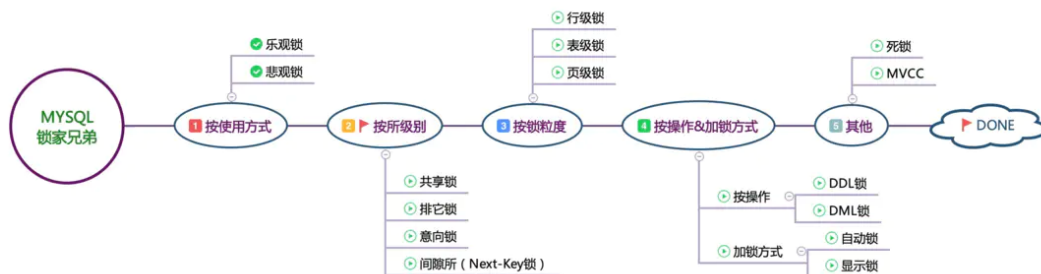 MYSQL
锁家兄弟
1 按使用方式
乐观锁
悲观锁
2 按所级别
共享锁
排它锁
意向所
间隙所（Next-Key锁）
3 按锁粒度
行级锁
表级锁
页级锁
4 按操作&加锁方式
按操作
DDL锁
DML锁
加锁方式
自动锁
显示锁
5 其他
死锁
MVCC
DONE